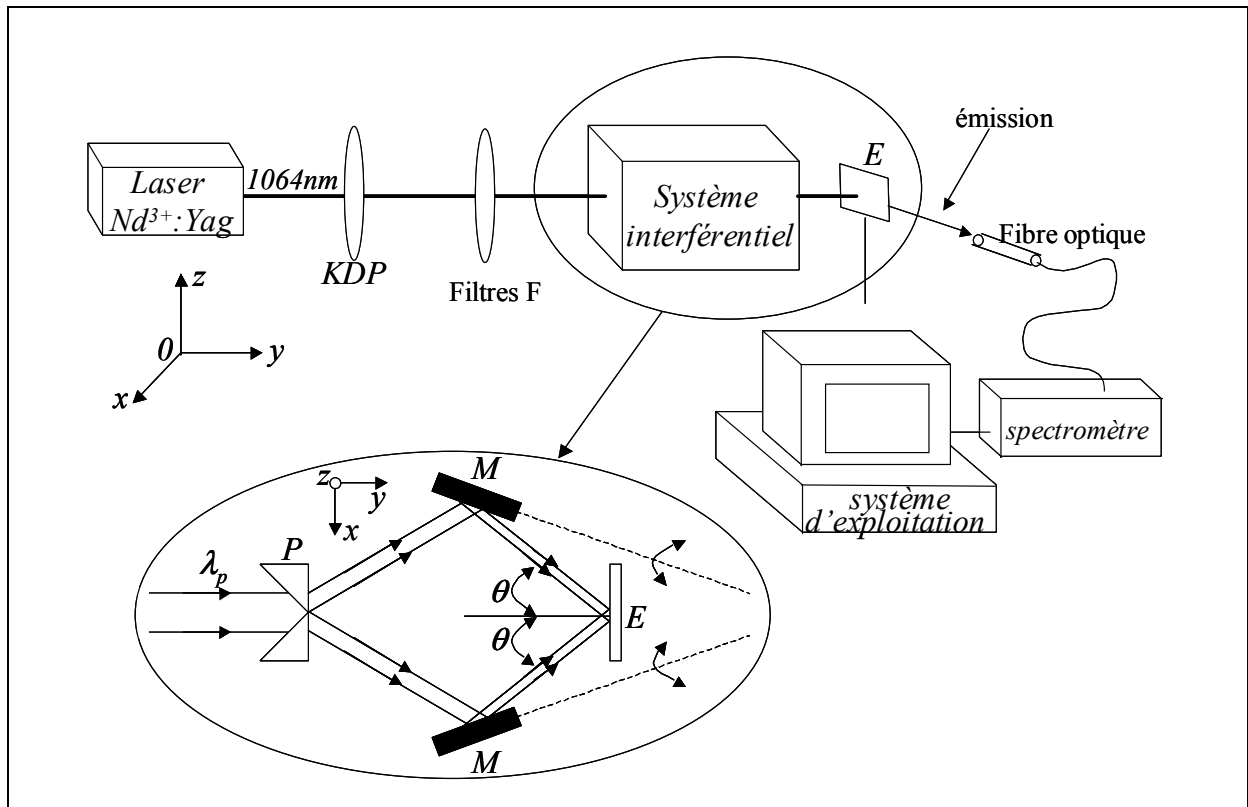 émission
E
Laser
Nd³⁺:Yag
1064nm
Système
interférentiel
KDP
Filtres F
Fibre optique
z
0
y
x
spectromètre
système
d'exploitation
M
z
y
x
P
λp
θ
E
θ
M